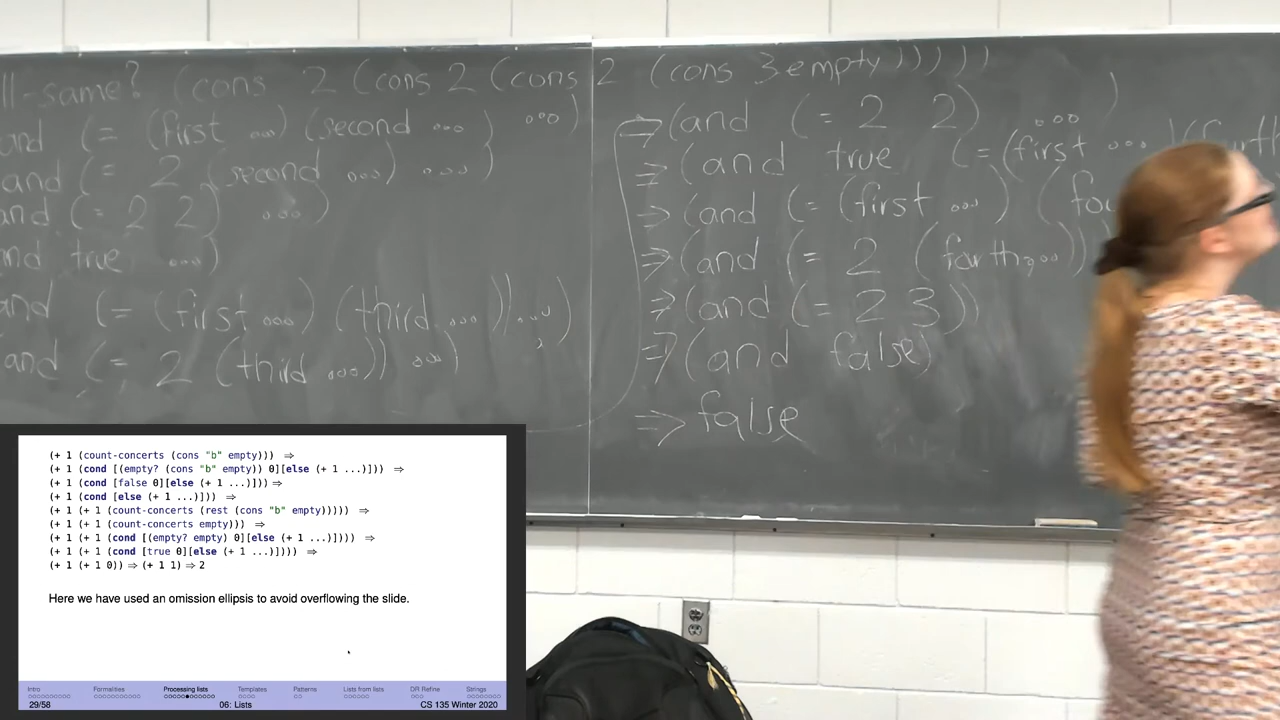 ll-same? (cons 2 (cons 2 (cons 2 (cons 3 empty)))))
and (= (first ...) (second ...) ...)
and (= 2 (second ...) ...)
and (= 2 2) ...)
nd true ...)
and (= (first ...) (third ...)) ...)
and (= 2 (third ...)) ...)
⇒ (and (= 2 2) ... )
⇒ (and true (= (first ...)
⇒ (and (= (first ...) (fou
⇒ (and (= 2 (forth ...))
⇒ (and (= 2 3))
⇒ (and false)
⇒ false
(+ 1 (count-concerts (cons "b" empty))) ⇒
(+ 1 (cond [(empty? (cons "b" empty)) 0][else (+ 1 ...)])) ⇒
(+ 1 (cond [false 0][else (+ 1 ...)])) ⇒
(+ 1 (cond [else (+ 1 ...)])) ⇒
(+ 1 (+ 1 (count-concerts (rest (cons "b" empty))))) ⇒
(+ 1 (+ 1 (count-concerts empty))) ⇒
(+ 1 (+ 1 (cond [(empty? empty) 0][else (+ 1 ...)]))) ⇒
(+ 1 (+ 1 (cond [true 0][else (+ 1 ...)]))) ⇒
(+ 1 (+ 1 0)) ⇒ (+ 1 1) ⇒ 2
Here we have used an omission ellipsis to avoid overflowing the slide.
Intro Formalities Processing lists Templates Patterns Lists from lists DR Refine Strings
29/58 06: Lists CS 135 Winter 2020